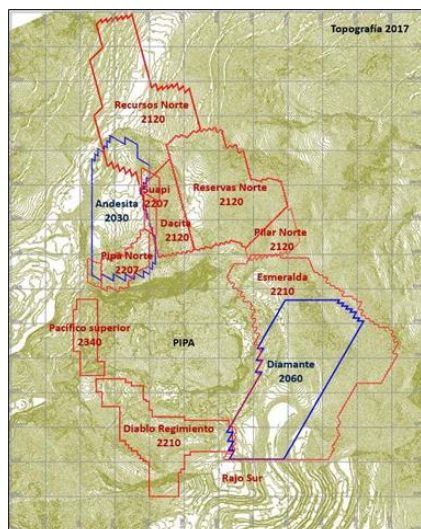 Topografía 2017
Recursos Norte
2120
Suapi
2207
Reservas Norte
2120
Andesita
2030
Dacita
2120
Pilar Norte
2120
Pipa Norte
2207
Esmeralda
2210
Pacifico superior
2340
PIPA
Diamante
2060
Diablo Regimiento
2210
Rajo Sur